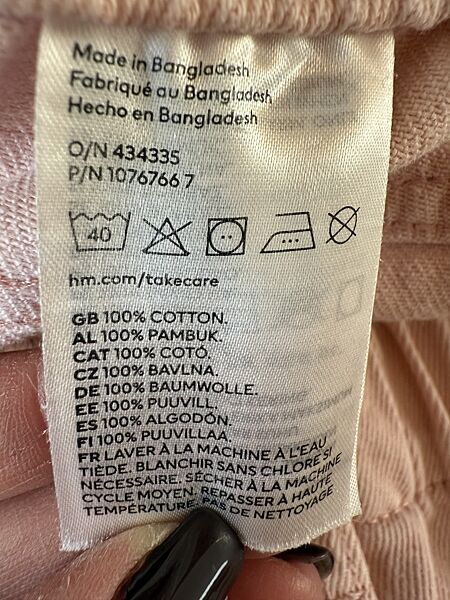 Made in Bangladesh
Fabriqué au Bangladesh
Hecho en Bangladesh
O/N 434335
P/N 1076766 7
40
hm.com/takecare
GB 100% COTTON.
AL 100% PAMBUK.
CAT 100% COTÓ.
CZ 100% BAVLNA.
DE 100% BAUMWOLLE.
EE 100% PUUVILL.
ES 100% ALGODÓN.
FI 100% PUUVILLAA.
FR LAVER À LA MACHINE À L'EAU
TIÈDE. BLANCHIR SANS CHLORE SI
NÉCESSAIRE. SÉCHER À LA MACHINE
CYCLE MOYEN. REPASSER À HAUTE
TEMPÉRATURE. PAS DE NETTOYAGE